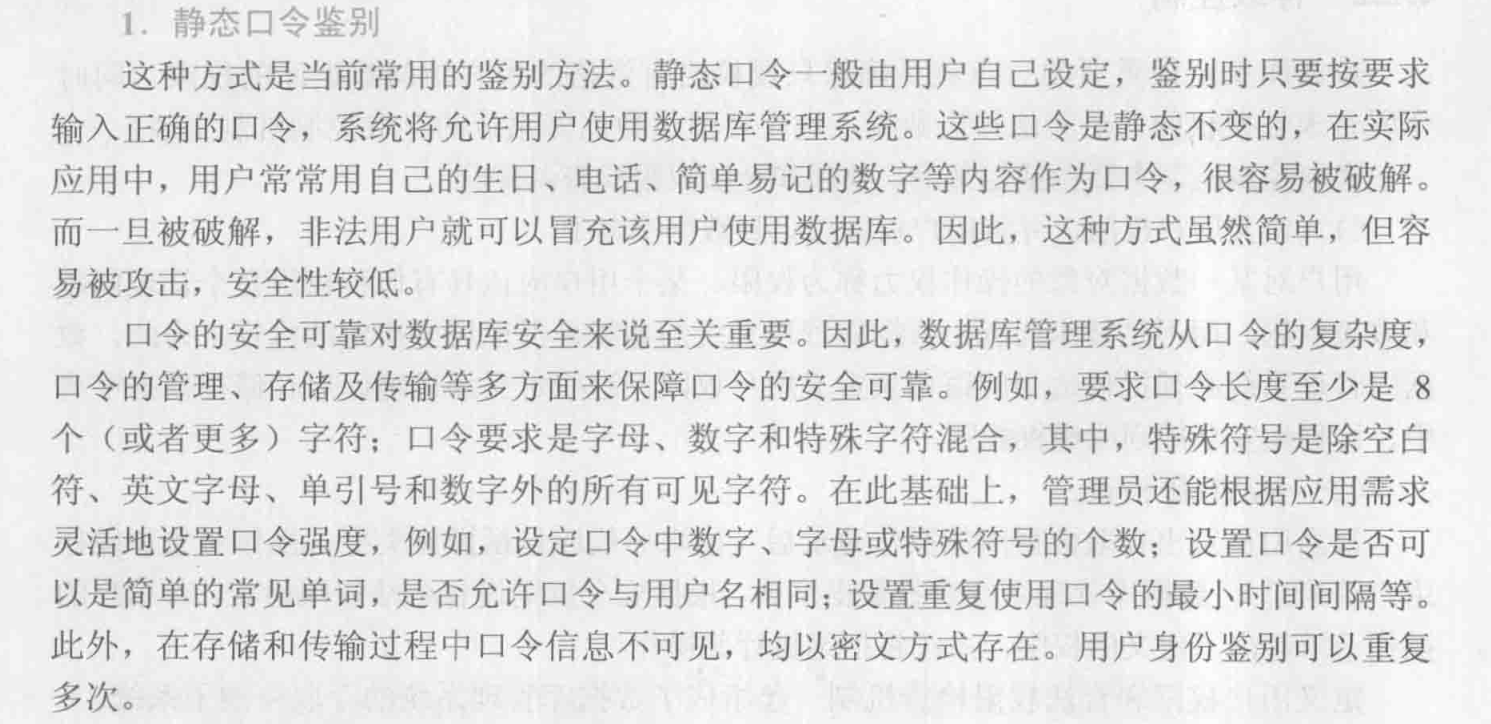 1. 静态口令鉴别
这种方式是当前常用的鉴别方法。静态口令一般由用户自己设定，鉴别时只要按要求
输入正确的口令，系统将允许用户使用数据库管理系统。这些口令是静态不变的，在实际
应用中，用户常常用自己的生日、电话、简单易记的数字等内容作为口令，很容易被破解。
而一旦被破解，非法用户就可以冒充该用户使用数据库。因此，这种方式虽然简单，但容
易被攻击，安全性较低。
口令的安全可靠对数据库安全来说至关重要。因此，数据库管理系统从口令的复杂度，
口令的管理、存储及传输等多方面来保障口令的安全可靠。例如，要求口令长度至少是 8
个（或者更多）字符；口令要求是字母、数字和特殊字符混合，其中，特殊符号是除空白
符、英文字母、单引号和数字外的所有可见字符。在此基础上，管理员还能根据应用需求
灵活地设置口令强度，例如，设定口令中数字、字母或特殊符号的个数；设置口令是否可
以是简单的常见单词，是否允许口令与用户名相同；设置重复使用口令的最小时间间隔等。
此外，在存储和传输过程中口令信息不可见，均以密文方式存在。用户身份鉴别可以重复
多次。